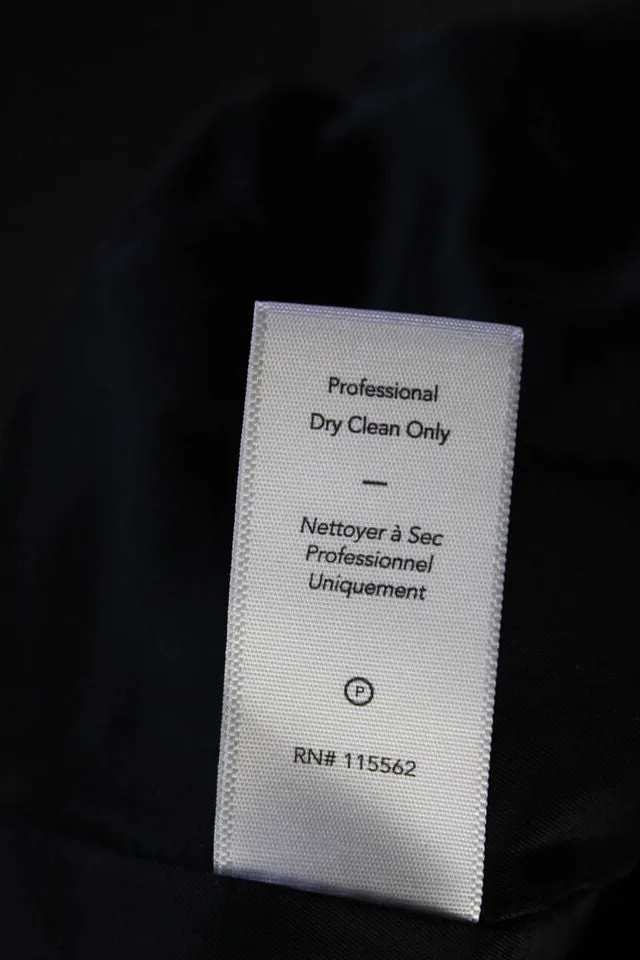 Professional
Dry Clean Only
—
Nettoyer à Sec
Professionnel
Uniquement
P
RN# 115562